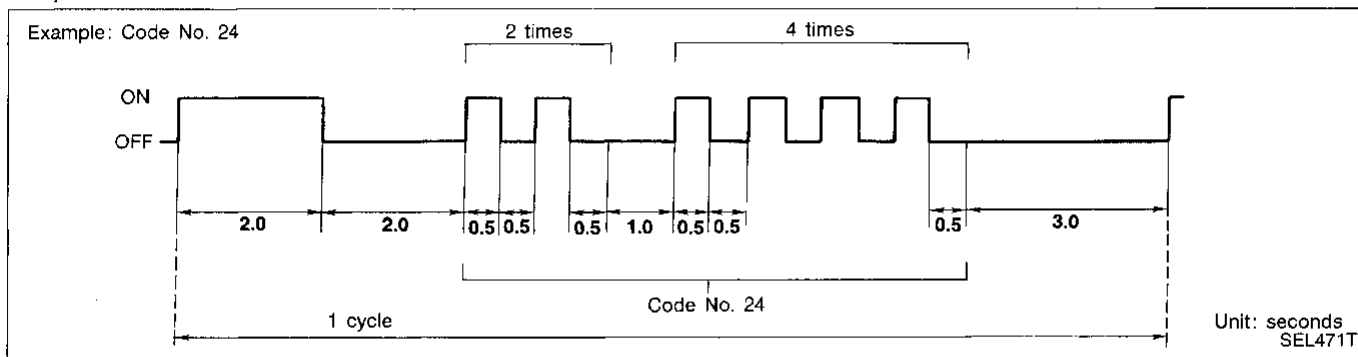 Example: Code No. 24
2 times
4 times
ON
OFF
2.0
2.0
0.5
0.5
0.5
1.0
0.5
0.5
0.5
3.0
Code No. 24
1 cycle
Unit: seconds
SEL471T